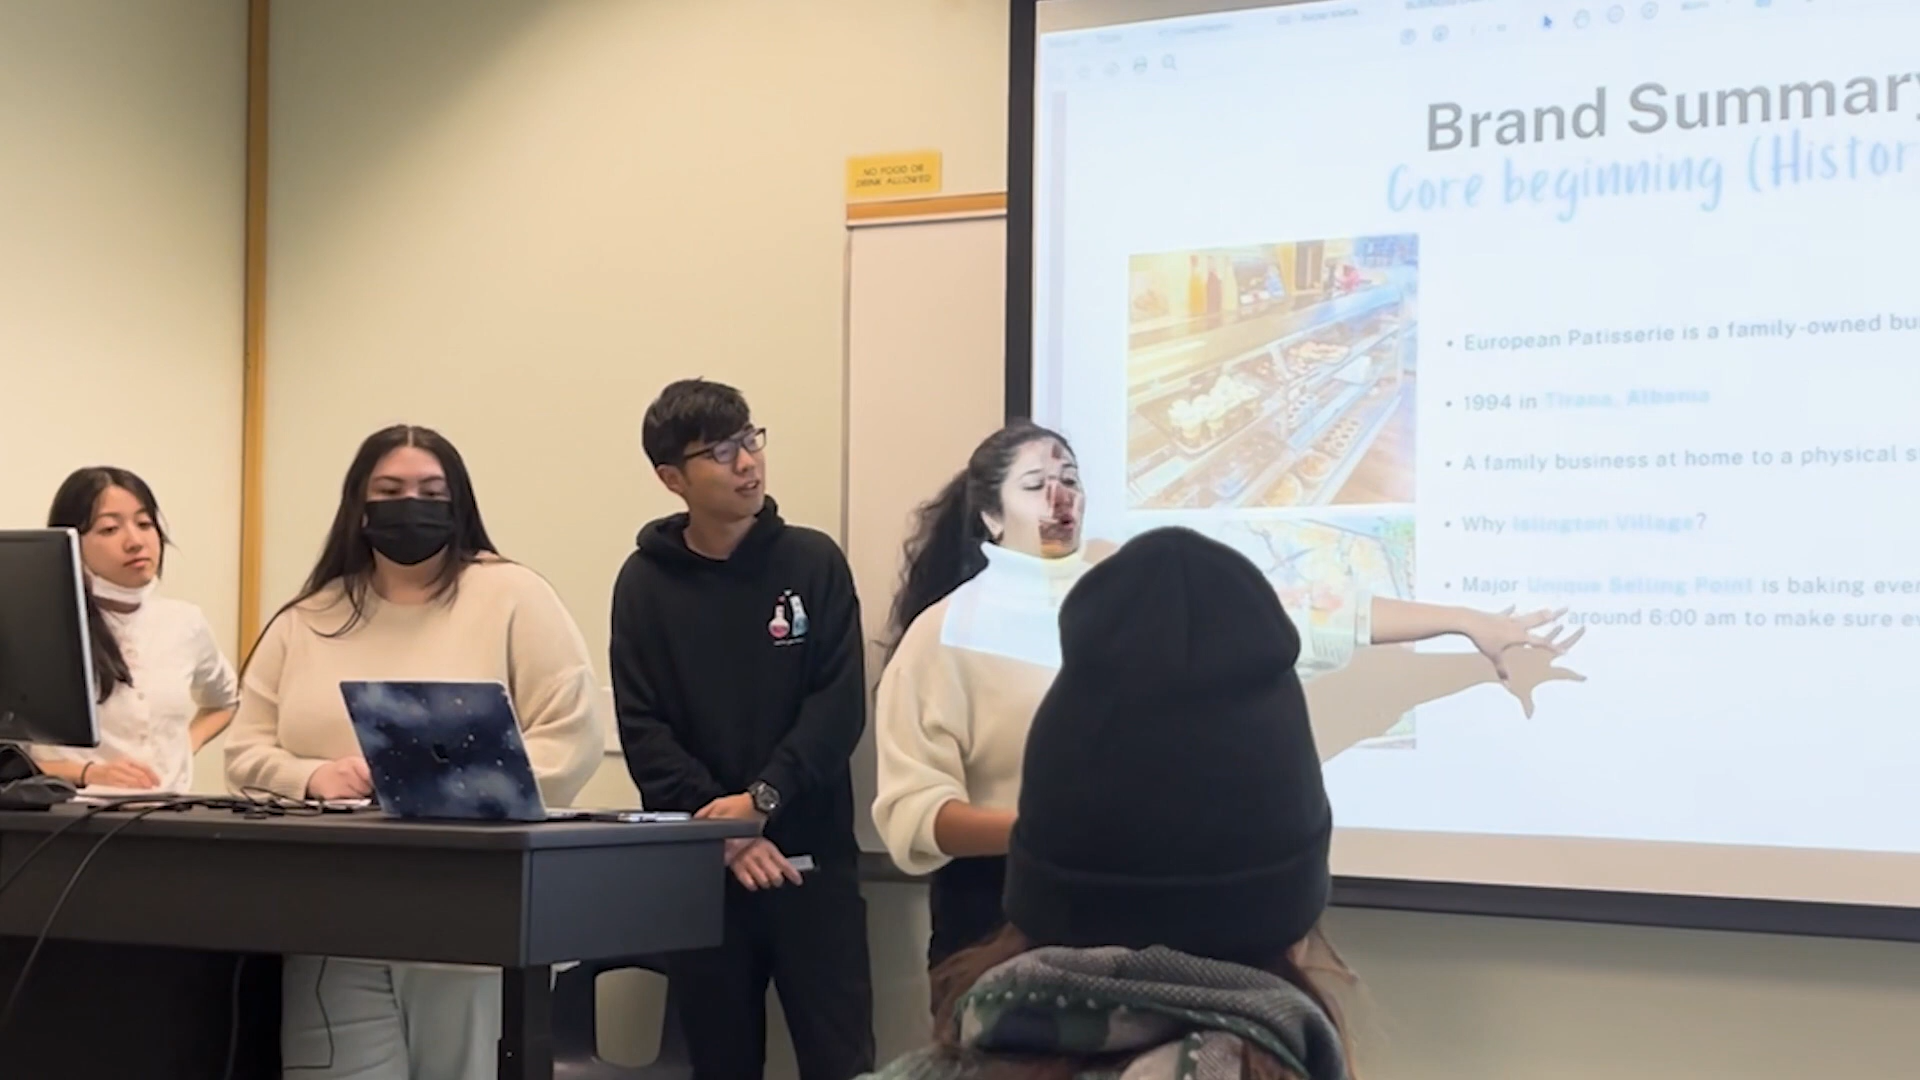 NO FOOD OR
DRINK ALLOWED
Brand Summary
Core beginning (Histor
• European Patisserie is a family-owned bu
• 1994 in Tirana, Albania
• A family business at home to a physical s
• Why Islington Village?
• Major Unique Selling Point is baking ever
around 6:00 am to make sure ev